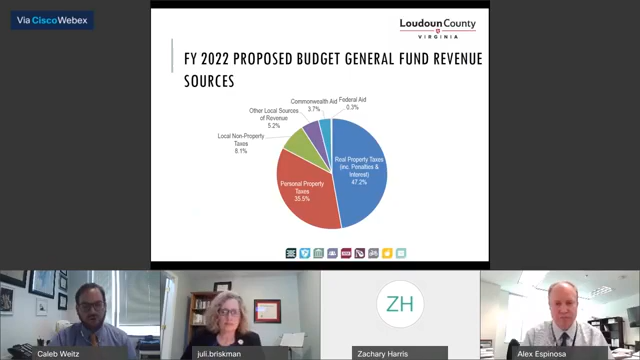 Via Cisco Webex
Loudoun County
VIRGINIA
FY 2022 PROPOSED BUDGET GENERAL FUND REVENUE
SOURCES
Commonwealth Aid
3.7%
Federal Aid
0.3%
Other Local Sources
of Revenue
5.2%
Local Non-Property
Taxes
8.1%
Real Property Taxes
(inc. Penalties &
Interest)
47.2%
Personal Property
Taxes
35.5%
ZH
Caleb Weitz
juli.briskman
Zachary Harris
Alex Espinosa